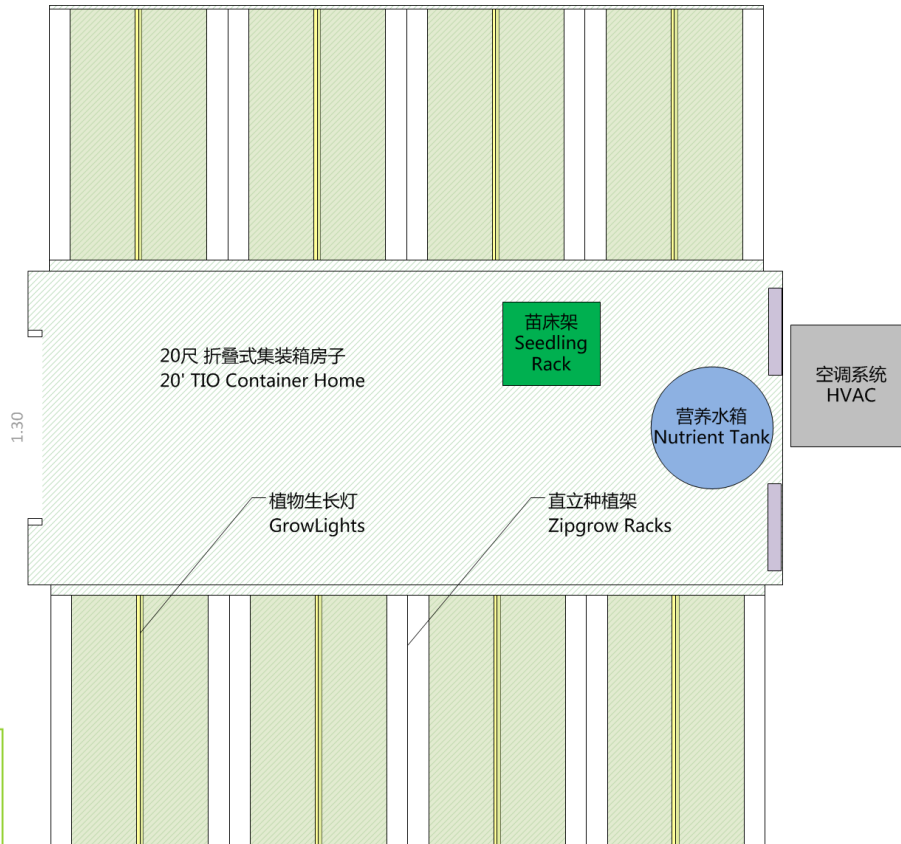 苗床架
Seedling
Rack
20尺 折叠式集装箱房子
20' TIO Container Home
空调系统
HVAC
营养水箱
Nutrient Tank
1.30
植物生长灯
GrowLights
直立种植架
Zipgrow Racks